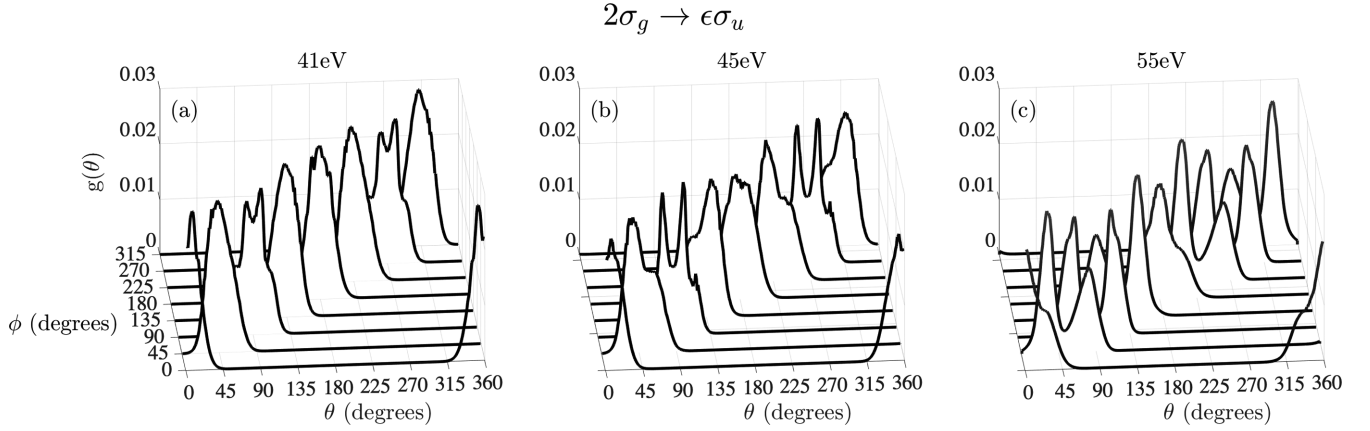 2σg → ϵσu
41eV
45eV
55eV
(a)
(b)
(c)
g(θ)
0.03
0.02
0.01
0
0.03
0.02
0.01
0
0.03
0.02
0.01
0
315
270
225
180
135
90
45
0
ϕ (degrees)
0 45 90 135 180 225 270 315 360
0 45 90 135 180 225 270 315 360
0 45 90 135 180 225 270 315 360
θ (degrees)
θ (degrees)
θ (degrees)